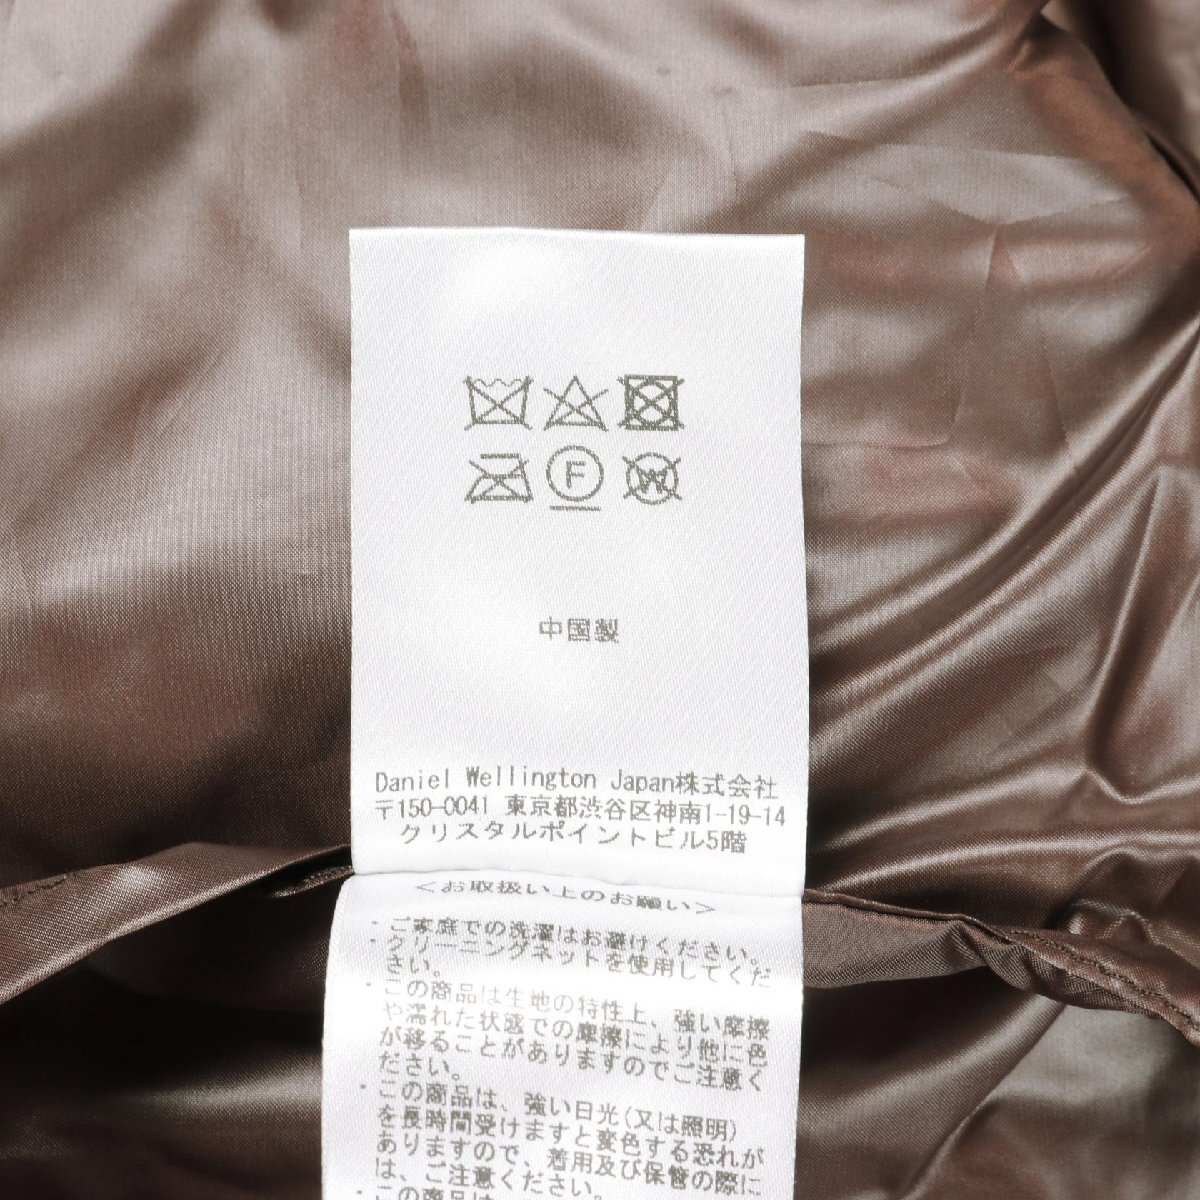 F
W
中国製
Daniel Wellington Japan株式会社
〒150-0041 東京都渋谷区神南1-19-14
クリスタルポイントビル5階
<お取扱い上のお願い>
・ご家庭での洗濯はお避けください。
・クリーニングネットを使用してくだ
さい。
・この商品は生地の特性上、強い摩擦
や濡れた状態での摩擦により他に色
が移ることがありますのでご注意く
ださい。
・この商品は、強い日光(又は照明)
を長時間受けますと変色する恐れが
ありますので、着用及び保管の際に
は、ご注意ください。
・この商品は